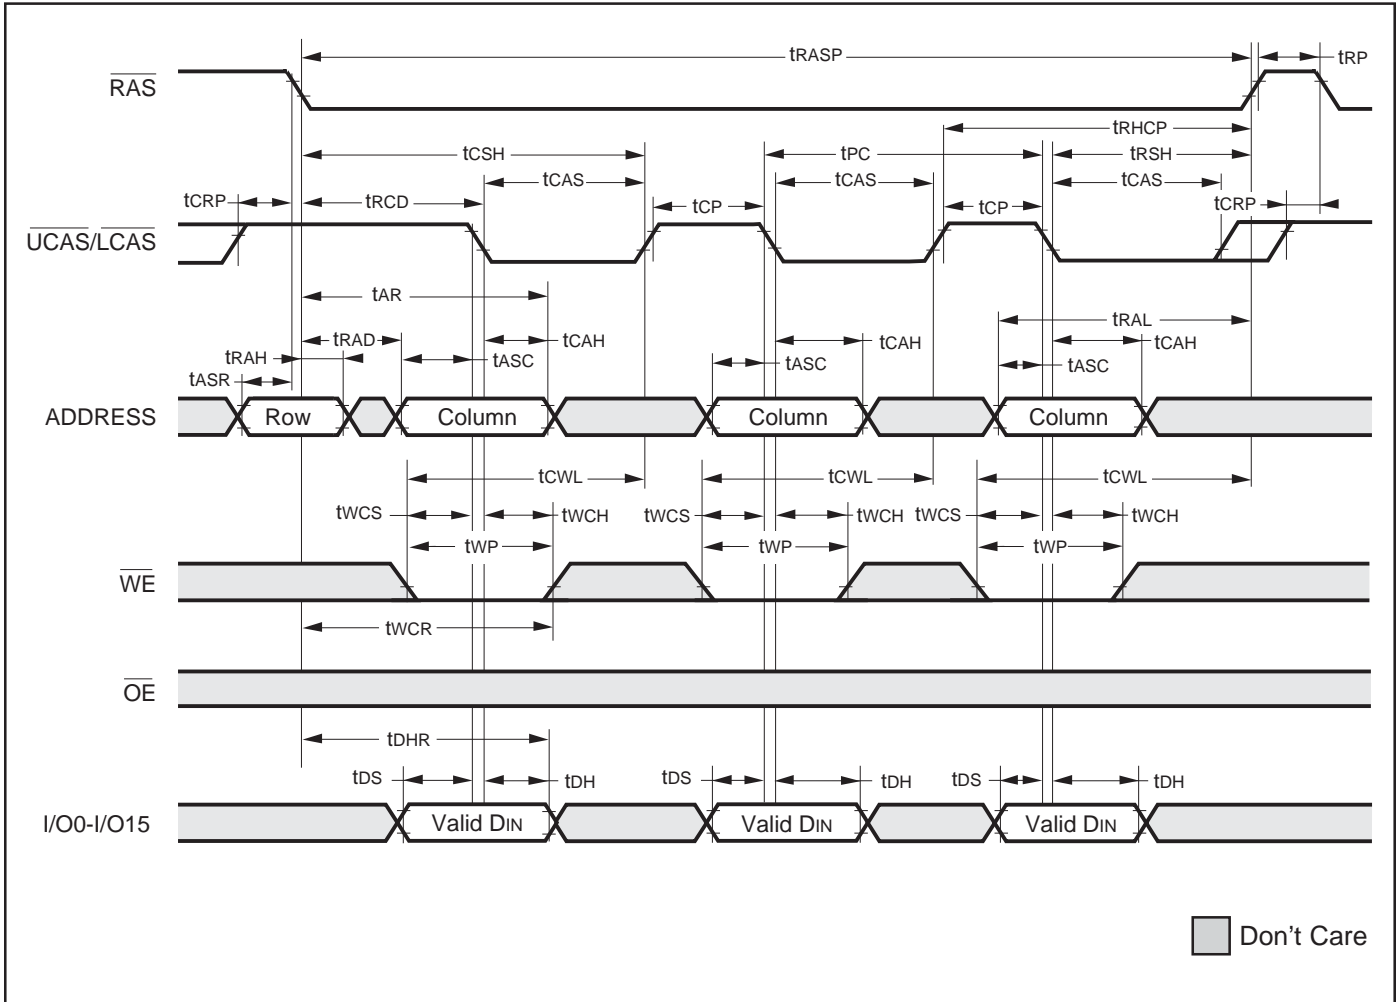 tRASP
tRP
RAS
tRHCP
tCSH
tPC
tRSH
tCAS
tCAS
tCAS
tCRP
tRCD
tCP
tCP
tCRP
UCAS/LCAS
tAR
tRAL
tRAD
tCAH
tCAH
tCAH
tRAH
tASC
tASC
tASC
tASR
ADDRESS
Row
Column
Column
Column
tCWL
tCWL
tCWL
tWCS
tWCH
tWCS
tWCH
tWCS
tWCH
tWP
tWP
tWP
WE
tWCR
OE
tDHR
tDS
tDH
tDS
tDH
tDS
tDH
I/O0-I/O15
Valid DIN
Valid DIN
Valid DIN
Don't Care